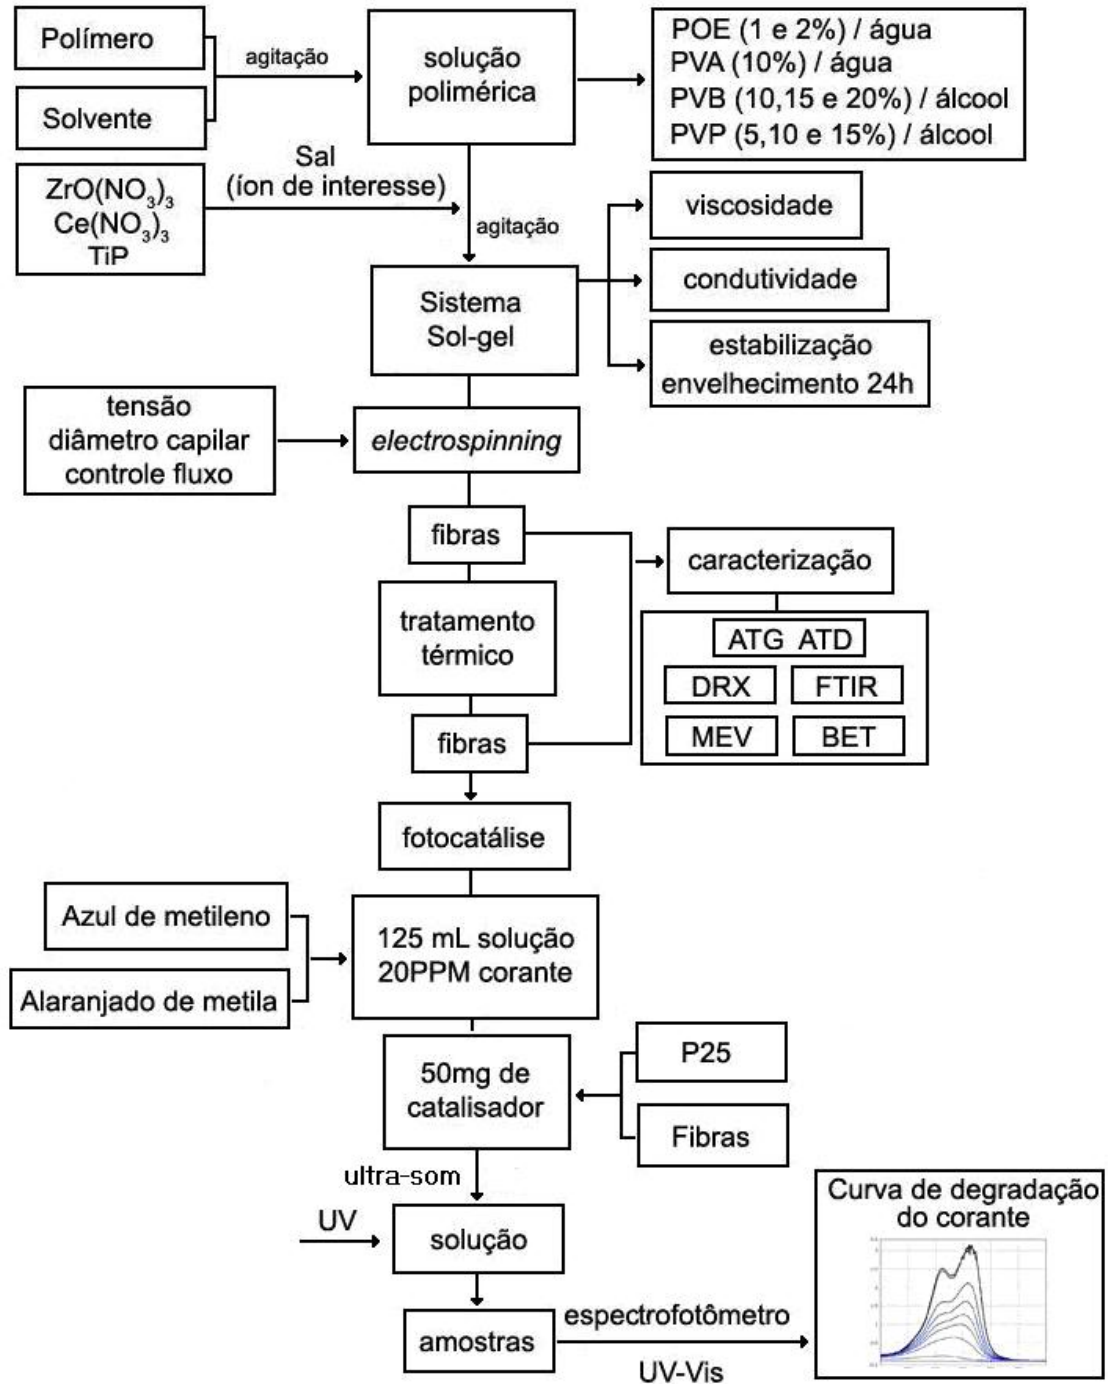 Polímero
Solvente
agitação
solução
polimérica
POE (1 e 2%) / água
PVA (10%) / água
PVB (10,15 e 20%) / álcool
PVP (5,10 e 15%) / álcool
ZrO(NO₃)₃
Ce(NO₃)₃
TiP
Sal
(íon de interesse)
agitação
viscosidade
condutividade
estabilização
envelhecimento 24h
Sistema
Sol-gel
tensão
diâmetro capilar
controle fluxo
electrospinning
fibras
caracterização
tratamento
térmico
ATG ATD
DRX FTIR
MEV BET
fibras
fotocatálise
Azul de metileno
Alaranjado de metila
125 mL solução
20PPM corante
50mg de
catalisador
P25
Fibras
ultra-som
UV
solução
amostras
espectrofotômetro
UV-Vis
Curva de degradação
do corante